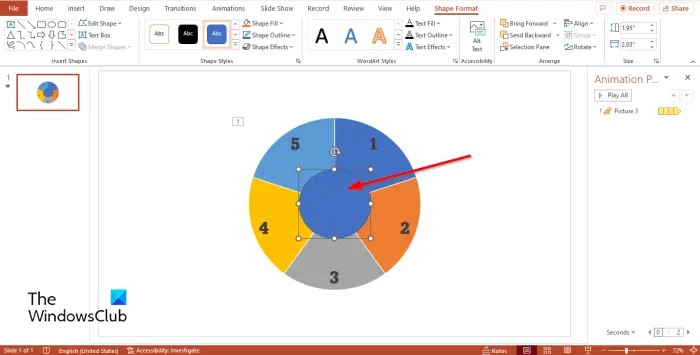 File Home Insert Draw Design Transitions Animations Slide Show Record Review View Help Shape Format Record Share
Edit Shape Text Box Merge Shapes
Insert Shapes
Abc Abc Abc
Shape Fill Shape Outline Shape Effects
Shape Styles
A A A
Text Fill Text Outline Text Effects
WordArt Styles
Alt Text
Accessibility
Bring Forward Send Backward Selection Pane Align Group Rotate
Arrange
1.95" 2.03"
Size
1
Animation P...
Play All
1 Picture 3
1
5 1
4 2
3
The
WindowsClub
Seconds 0 2
Slide 1 of 1 English (United States) Accessibility: Investigate Notes 72%